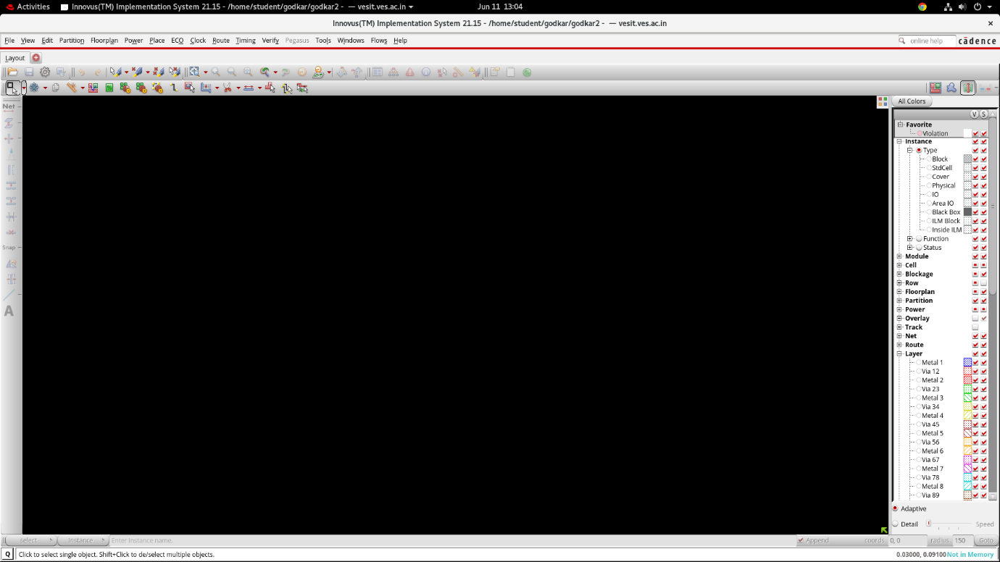 Activities Innovus(TM) Implementation System 21.15 - /home/student/godkar/godkar2 - — vesit.ves.ac.in Jun 11 13:04
Innovus(TM) Implementation System 21.15 - /home/student/godkar/godkar2 - — vesit.ves.ac.in
File View Edit Partition Floorplan Power Place ECO Clock Route Timing Verify Pegasus Tools Windows Flows Help online help cādence
Layout
All Colors
Net
V S
Favorite
Violation
Instance
Type
Block
StdCell
Cover
Physical
IO
Area IO
Black Box
ILM Block
Inside ILM
Function
Status
Snap
Module
Cell
Blockage
Row
Floorplan
Partition
A
Power
Overlay
Track
Net
Route
Layer
Metal 1
Via 12
Metal 2
Via 23
Metal 3
Via 34
Metal 4
Via 45
Metal 5
Via 56
Metal 6
Via 67
Metal 7
Via 78
Metal 8
Via 89
Adaptive
Detail Speed
select Instance Enter Instance name. Append coords 0, 0 radius 150 Goto
Q Click to select single object. Shift+Click to de/select multiple objects. 0.03000, 0.09100 Not in Memory